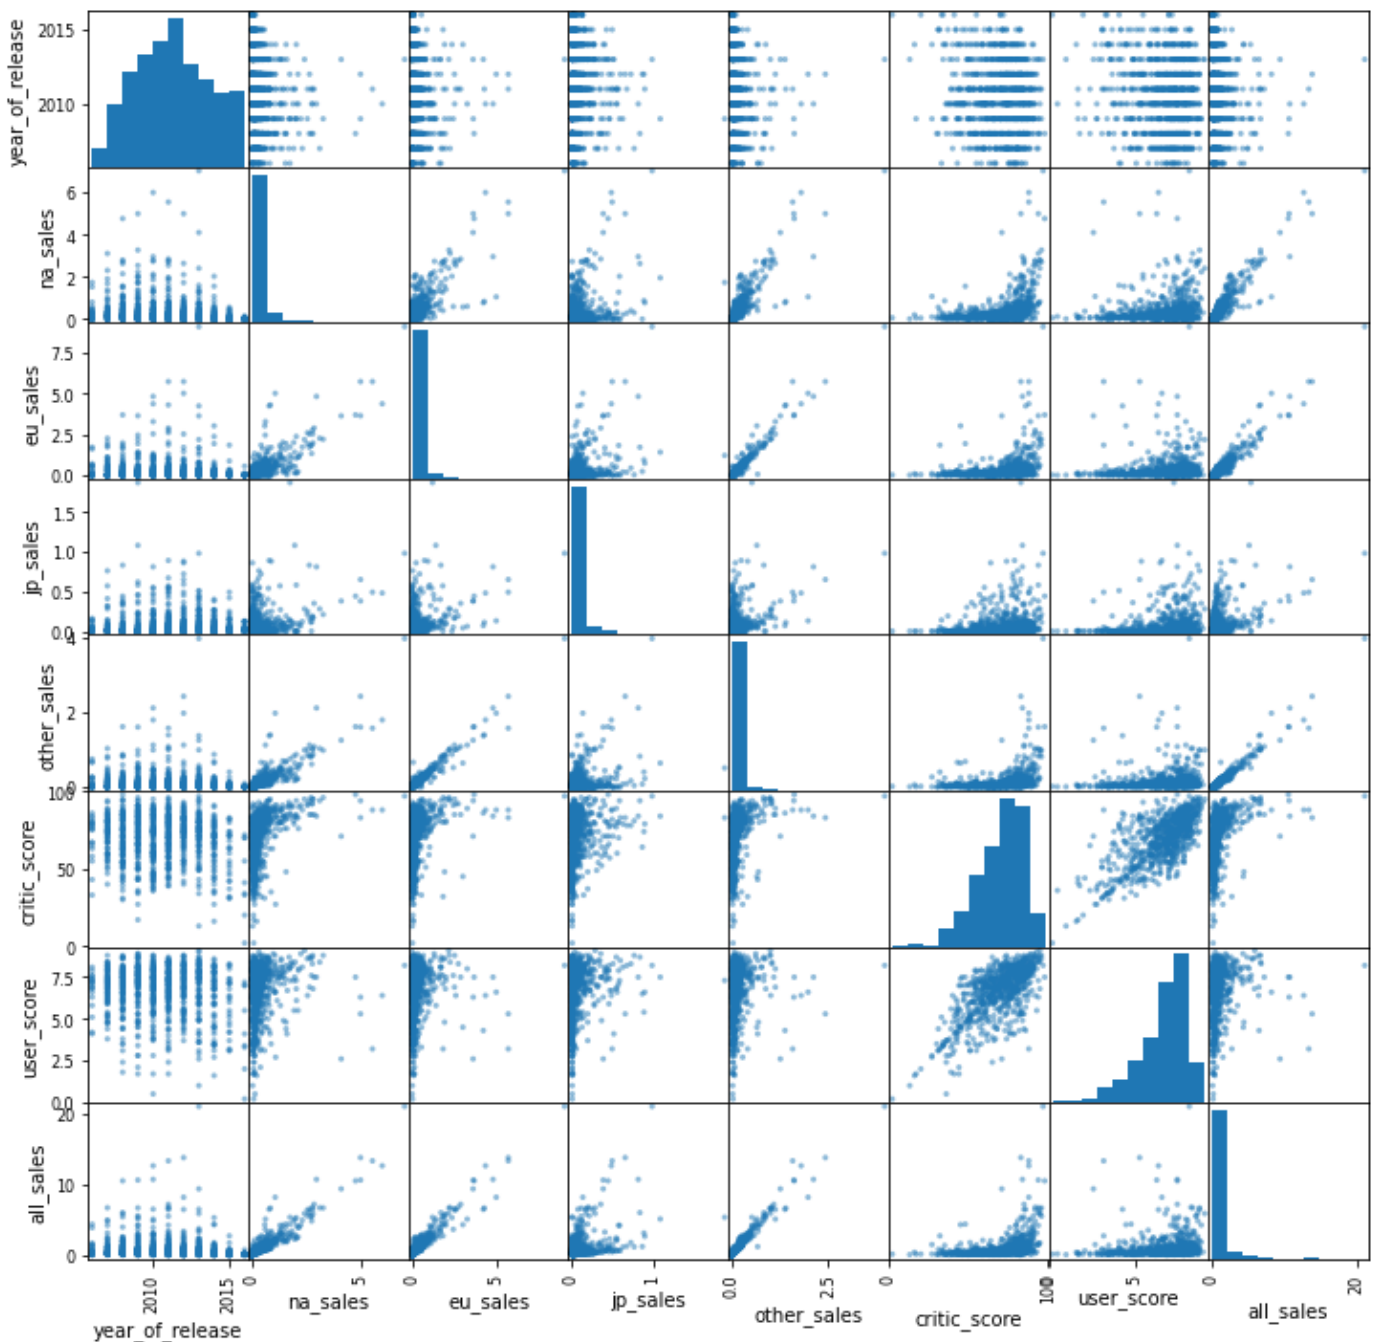 2015
2010
year_of_release
6
4
2
0
na_sales
7.5
5.0
2.5
0.0
eu_sales
1.5
1.0
0.5
0.0
jp_sales
4
2
0
other_sales
100
50
0
critic_score
7.5
5.0
2.5
0.0
user_score
20
10
0
all_sales
2010 2015 0 5 0 5 0 1 0.0 2.5 0 100 0 5 0 20
year_of_release na_sales eu_sales jp_sales other_sales critic_score user_score all_sales